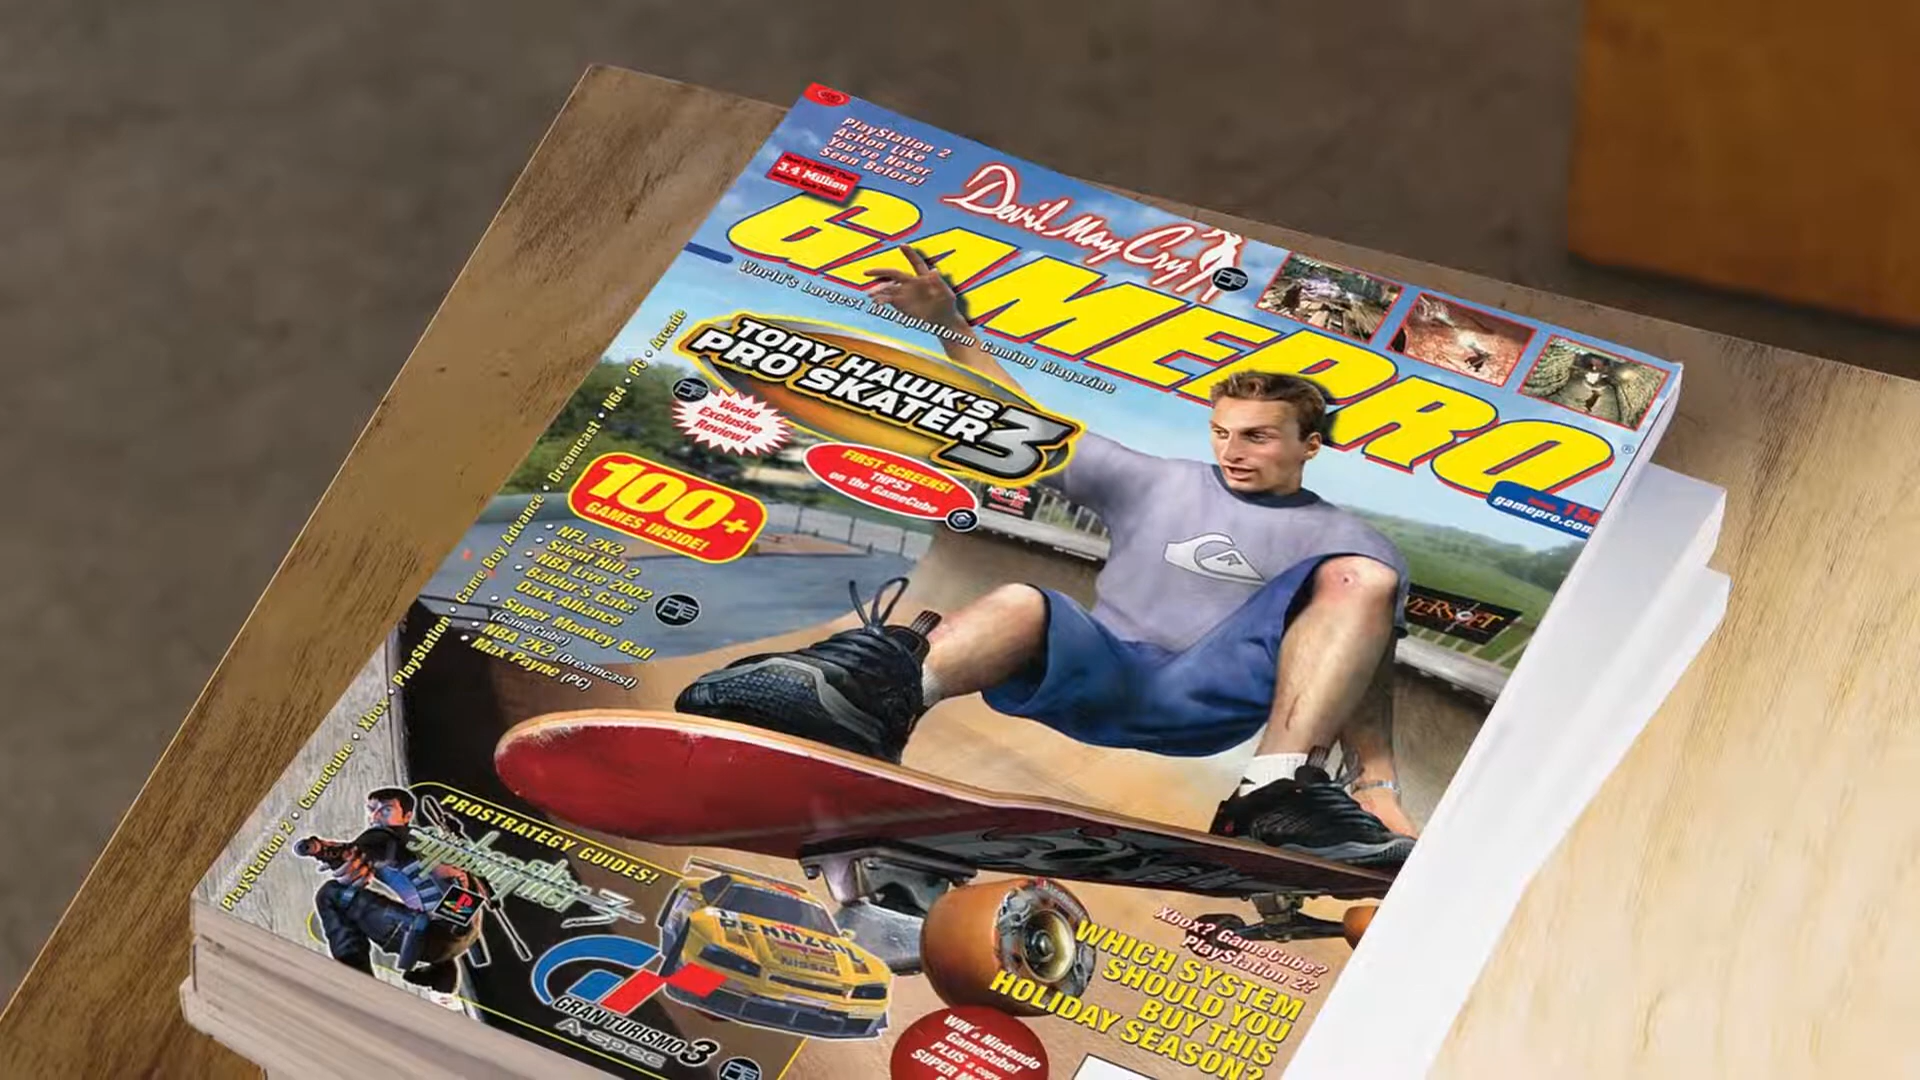 PlayStation 2
Action Like
You've Never
Seen Before!
3.4 Million
Devil May Cry
GAMEPRO
World's Largest Multiplatform Gaming Magazine
gamepro.com
TONY HAWK'S
PRO SKATER 3
World
Exclusive
Review!
FIRST SCREENS!
THPS3
on the GameCube
ACTIVISION
100+
GAMES INSIDE!
• NFL 2K2
• Silent Hill 2
• NBA Live 2002
• Baldur's Gate:
Dark Alliance
• Super Monkey Ball
(GameCube)
• NBA 2K2 (Dreamcast)
• Max Payne (PC)
PlayStation 2 • GameCube • Xbox • PlayStation • Game Boy Advance • Dreamcast • N64 • PC • Arcade
PROSTRATEGY GUIDES!
PENNZOIL
NISSAN
GRAN TURISMO 3
A-spec
Xbox? GameCube?
PlayStation 2?
WHICH SYSTEM
SHOULD YOU
BUY THIS
HOLIDAY SEASON?
WIN a Nintendo
GameCube!
PLUS a copy